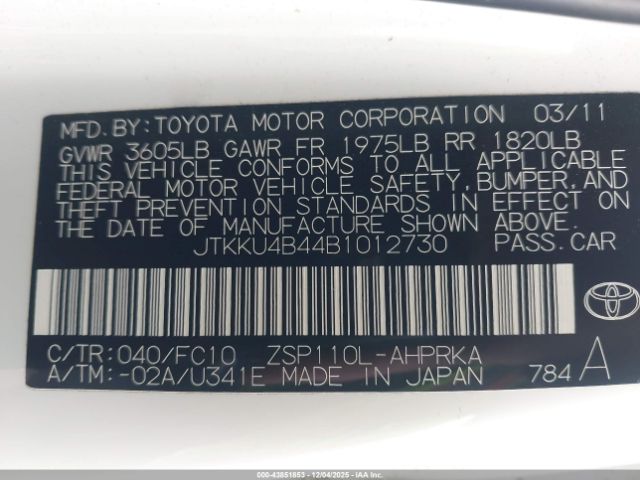 MFD. BY: TOYOTA MOTOR CORPORATION 03/11
GVWR 3605LB GAWR FR 1975LB RR 1820LB
THIS VEHICLE CONFORMS TO ALL APPLICABLE
FEDERAL MOTOR VEHICLE SAFETY, BUMPER, AND
THEFT PREVENTION STANDARDS IN EFFECT ON
THE DATE OF MANUFACTURE SHOWN ABOVE.
JTKKU4B44B1012730 PASS. CAR
TOYOTA
C/TR: 040/FC10 ZSP110L-AHPRKA
A/TM: -02A/U341E MADE IN JAPAN 784 A
000-43851853 | 12/04/2025 - IAA Inc.